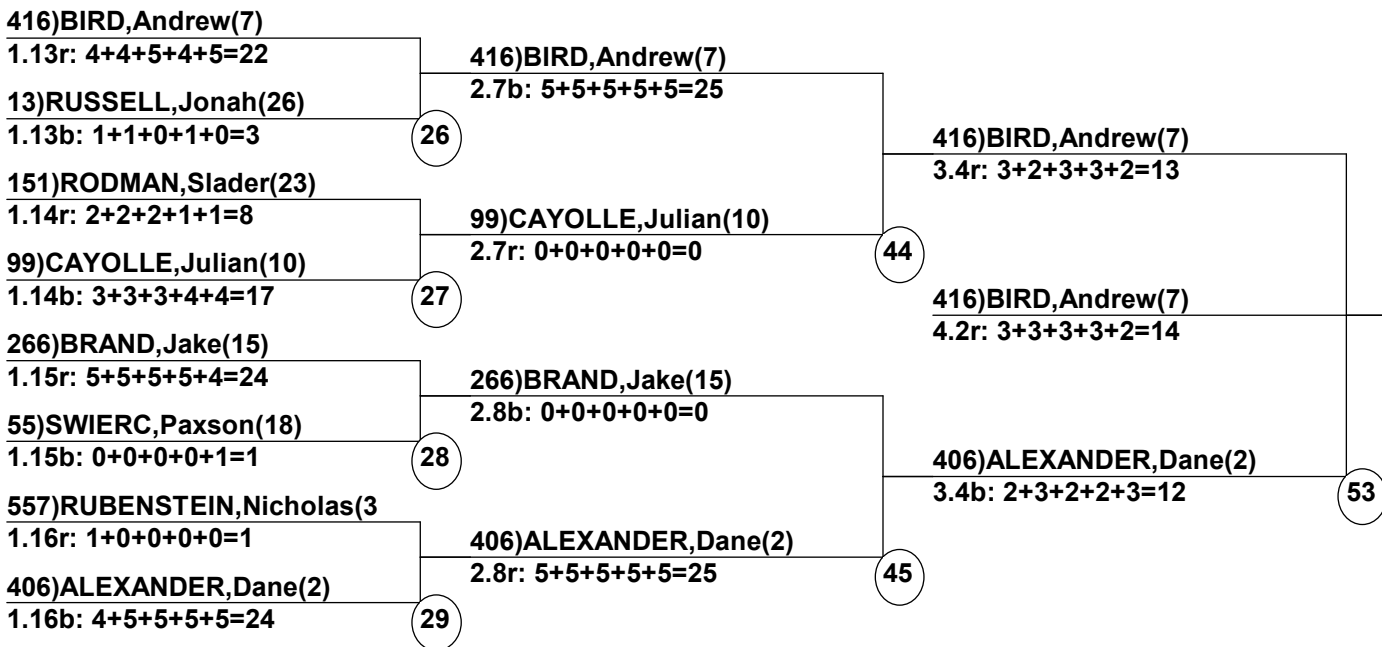 416)BIRD,Andrew(7)
1.13r: 4+4+5+4+5=22
13)RUSSELL,Jonah(26)
1.13b: 1+1+0+1+0=3
26
151)RODMAN,Slader(23)
1.14r: 2+2+2+1+1=8
99)CAYOLLE,Julian(10)
1.14b: 3+3+3+4+4=17
27
266)BRAND,Jake(15)
1.15r: 5+5+5+5+4=24
55)SWIERC,Paxson(18)
1.15b: 0+0+0+0+1=1
28
557)RUBENSTEIN,Nicholas(3
1.16r: 1+0+0+0+0=1
406)ALEXANDER,Dane(2)
1.16b: 4+5+5+5+5=24
29
416)BIRD,Andrew(7)
2.7b: 5+5+5+5+5=25
99)CAYOLLE,Julian(10)
2.7r: 0+0+0+0+0=0
44
266)BRAND,Jake(15)
2.8b: 0+0+0+0+0=0
406)ALEXANDER,Dane(2)
2.8r: 5+5+5+5+5=25
45
416)BIRD,Andrew(7)
3.4r: 3+2+3+3+2=13
416)BIRD,Andrew(7)
4.2r: 3+3+3+3+2=14
406)ALEXANDER,Dane(2)
3.4b: 2+3+2+2+3=12
53